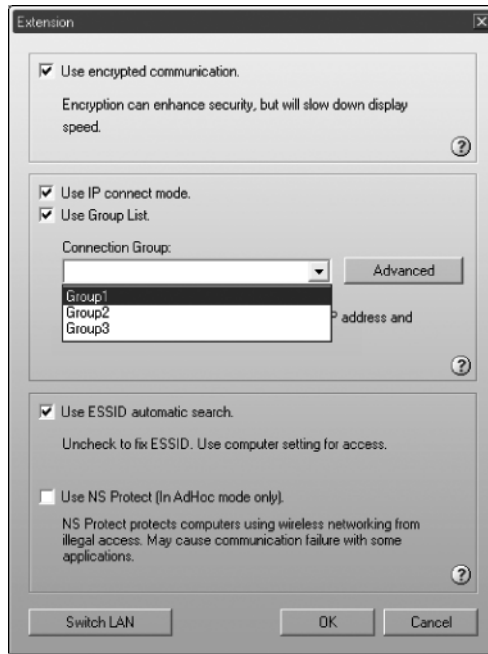 Extension
Use encrypted communication.
Encryption can enhance security, but will slow down display
speed.
?
Use IP connect mode.
Use Group List.
Connection Group:
Advanced
Group1
Group2
Group3
address and
?
Use ESSID automatic search.
Uncheck to fix ESSID. Use computer setting for access.
Use NS Protect (In AdHoc mode only).
NS Protect protects computers using wireless networking from
illegal access. May cause communication failure with some
applications.
?
Switch LAN
OK
Cancel